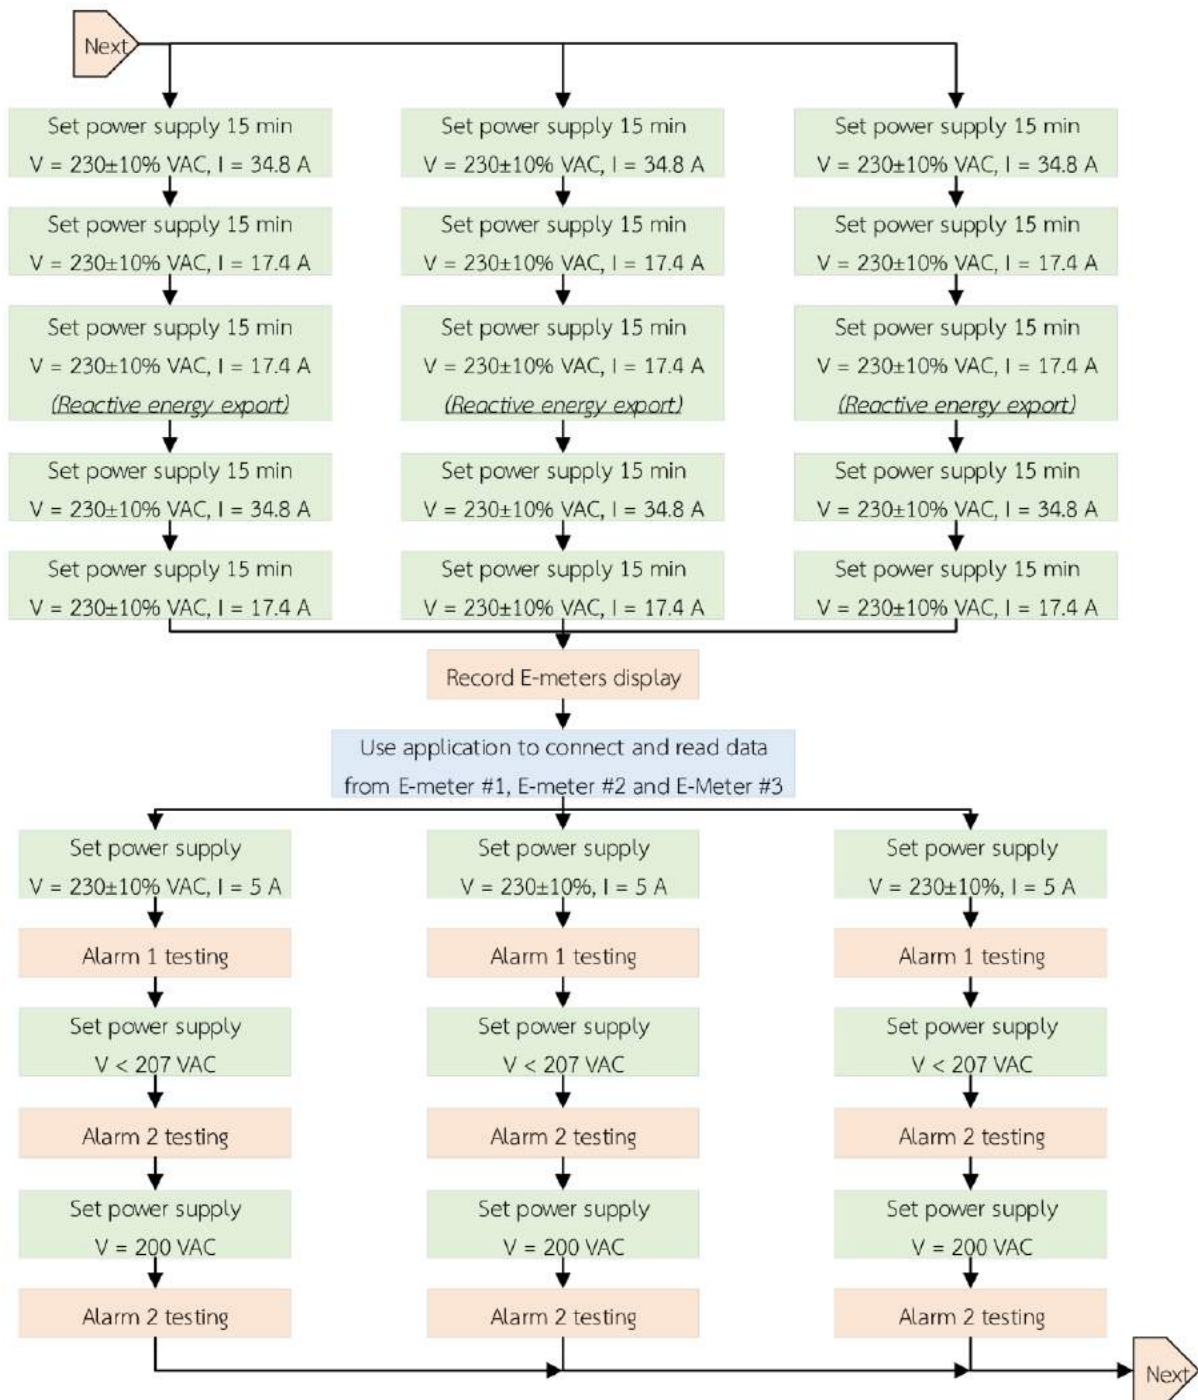 Next
Set power supply 15 min
V = 230±10% VAC, I = 34.8 A
Set power supply 15 min
V = 230±10% VAC, I = 34.8 A
Set power supply 15 min
V = 230±10% VAC, I = 34.8 A
Set power supply 15 min
V = 230±10% VAC, I = 17.4 A
Set power supply 15 min
V = 230±10% VAC, I = 17.4 A
Set power supply 15 min
V = 230±10% VAC, I = 17.4 A
Set power supply 15 min
V = 230±10% VAC, I = 17.4 A
(Reactive energy export)
Set power supply 15 min
V = 230±10% VAC, I = 17.4 A
(Reactive energy export)
Set power supply 15 min
V = 230±10% VAC, I = 17.4 A
(Reactive energy export)
Set power supply 15 min
V = 230±10% VAC, I = 34.8 A
Set power supply 15 min
V = 230±10% VAC, I = 34.8 A
Set power supply 15 min
V = 230±10% VAC, I = 34.8 A
Set power supply 15 min
V = 230±10% VAC, I = 17.4 A
Set power supply 15 min
V = 230±10% VAC, I = 17.4 A
Set power supply 15 min
V = 230±10% VAC, I = 17.4 A
Record E-meters display
Use application to connect and read data
from E-meter #1, E-meter #2 and E-Meter #3
Set power supply
V = 230±10% VAC, I = 5 A
Set power supply
V = 230±10%, I = 5 A
Set power supply
V = 230±10%, I = 5 A
Alarm 1 testing
Alarm 1 testing
Alarm 1 testing
Set power supply
V < 207 VAC
Set power supply
V < 207 VAC
Set power supply
V < 207 VAC
Alarm 2 testing
Alarm 2 testing
Alarm 2 testing
Set power supply
V = 200 VAC
Set power supply
V = 200 VAC
Set power supply
V = 200 VAC
Alarm 2 testing
Alarm 2 testing
Alarm 2 testing
Next